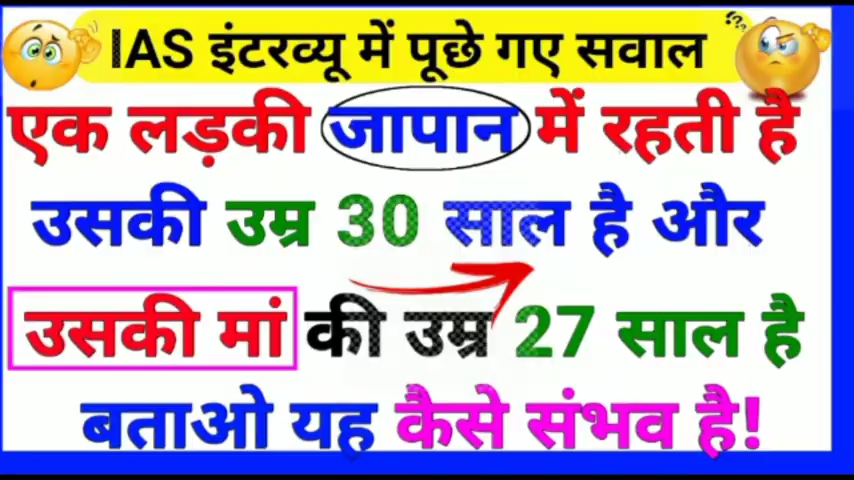 IAS इंटरव्यू में पूछे गए सवाल
एक लड़की जापान में रहती है
उसकी उम्र 30 साल है और
उसकी मां की उम्र 27 साल है
बताओ यह कैसे संभव है!